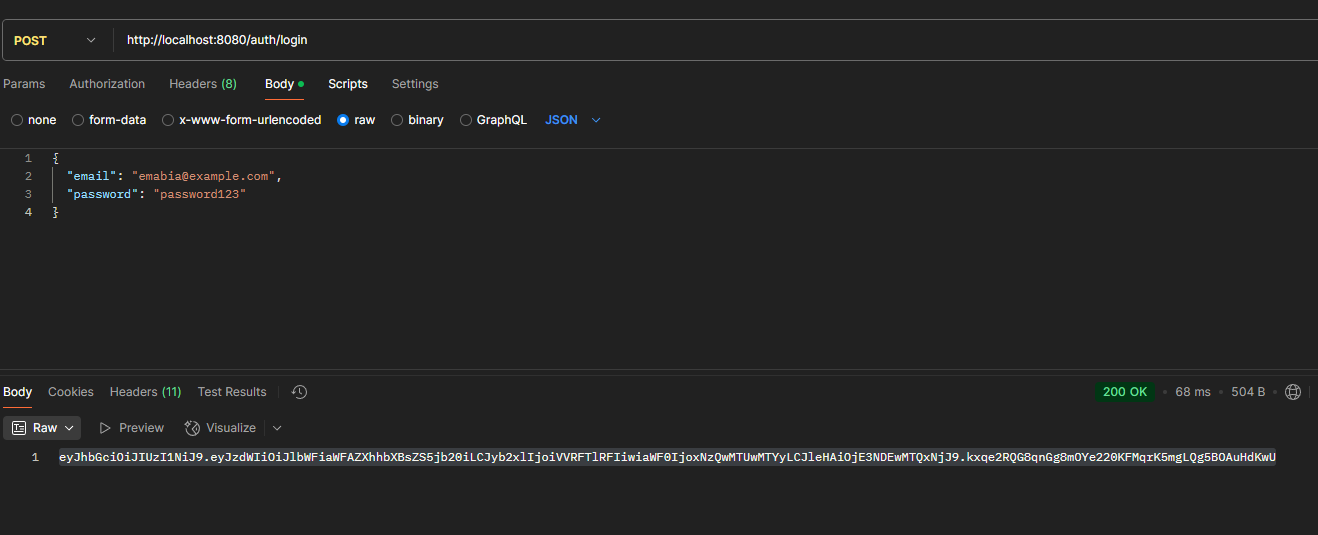 POST http://localhost:8080/auth/login
Params Authorization Headers (8) Body Scripts Settings
none form-data x-www-form-urlencoded raw binary GraphQL JSON
1 {
2 "email": "emabia@example.com",
3 "password": "password123"
4 }
Body Cookies Headers (11) Test Results 200 OK • 68 ms • 504 B
Raw Preview Visualize
1 eyJhbGciOiJIUzI1NiJ9.eyJzdWIiOiJlbWFiaWFAZXhhbXBsZS5jb20iLCJyb2xlIjoiVVRFTlRFIiwiaWF0IjoxNzQwMTUwMTYyLCJleHAiOjE3NDEwMTQxNjJ9.kxqe2RQG8qnGg8mOYe220KFMqrK5mgLQg5BOAuHdKwU